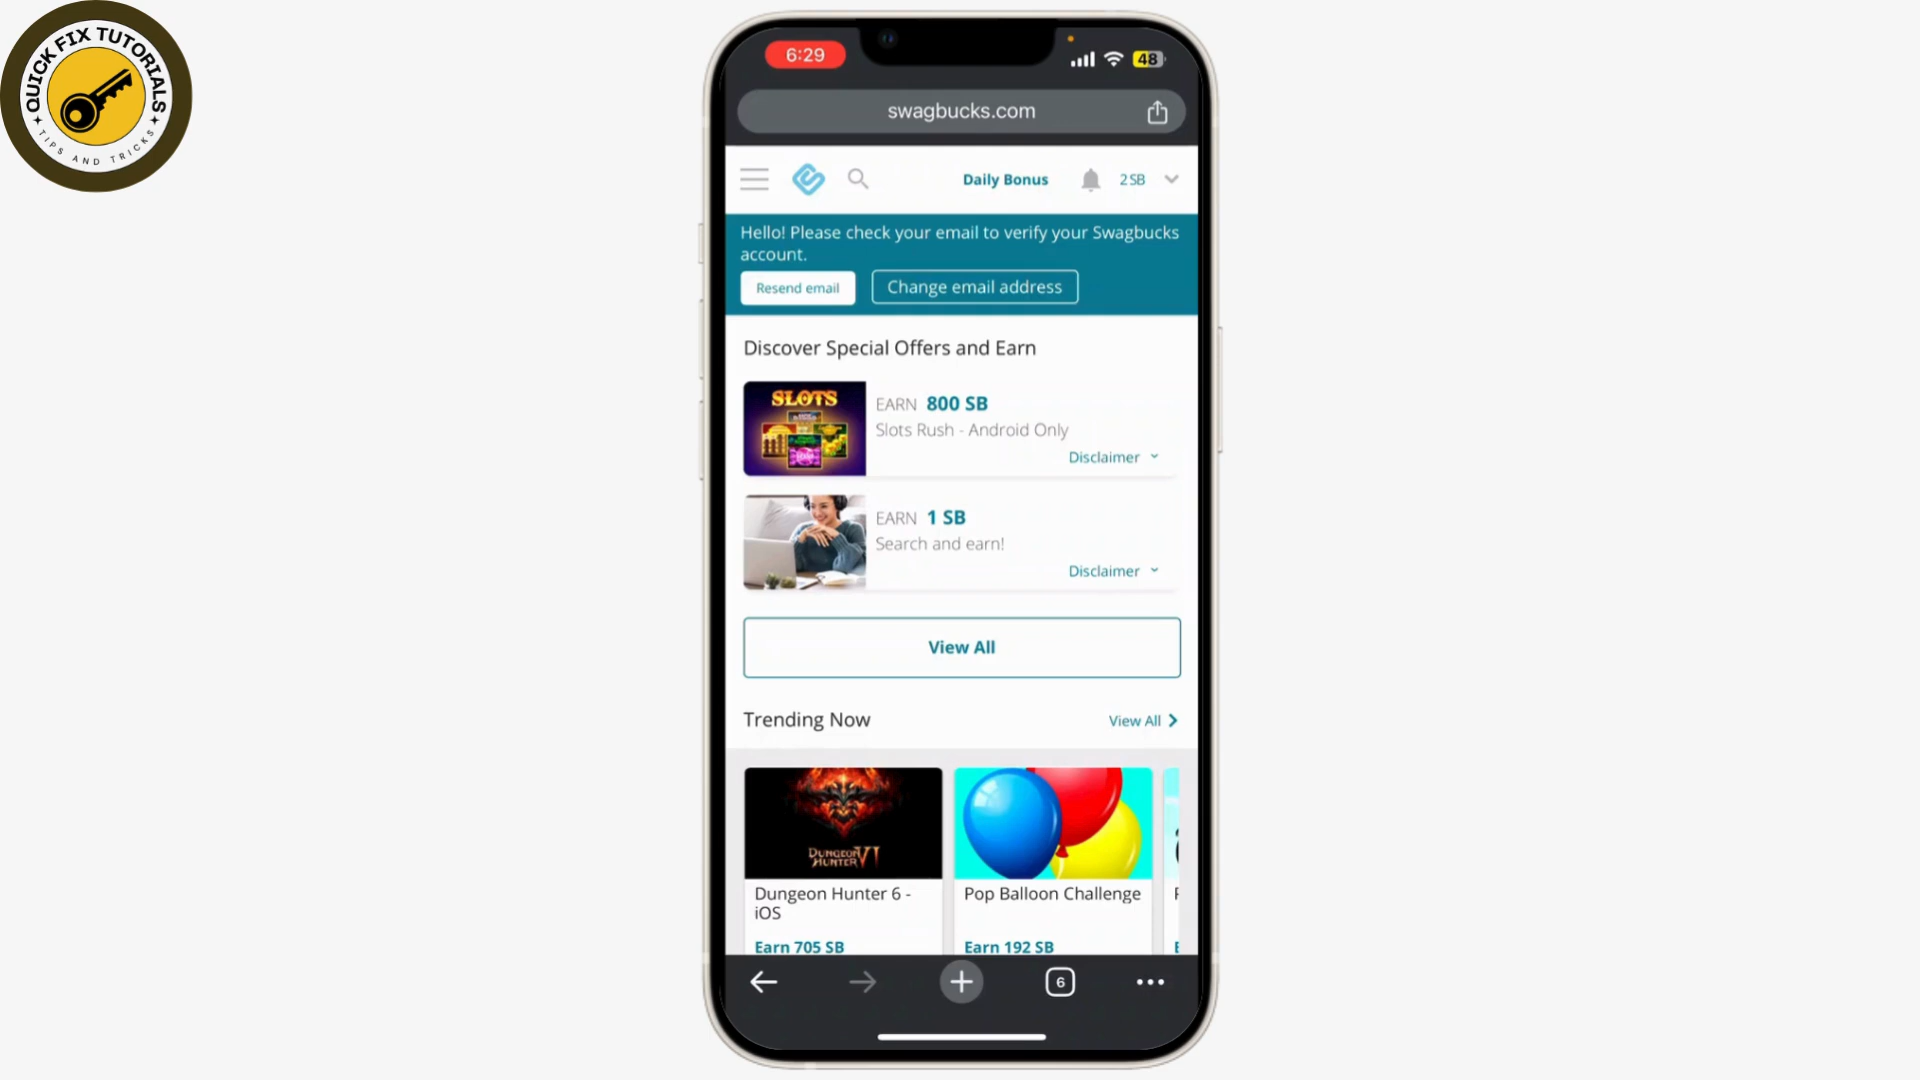 QUICK FIX TUTORIALS
TIPS AND TRICKS
6:29
48
swagbucks.com
Daily Bonus
2 SB
Hello! Please check your email to verify your Swagbucks
account.
Resend email
Change email address
Discover Special Offers and Earn
SLOTS
EARN 800 SB
Slots Rush - Android Only
Disclaimer
EARN 1 SB
Search and earn!
Disclaimer
View All
Trending Now
View All
DUNGEON HUNTER VI
Dungeon Hunter 6 -
iOS
Earn 705 SB
Pop Balloon Challenge
Earn 192 SB
6